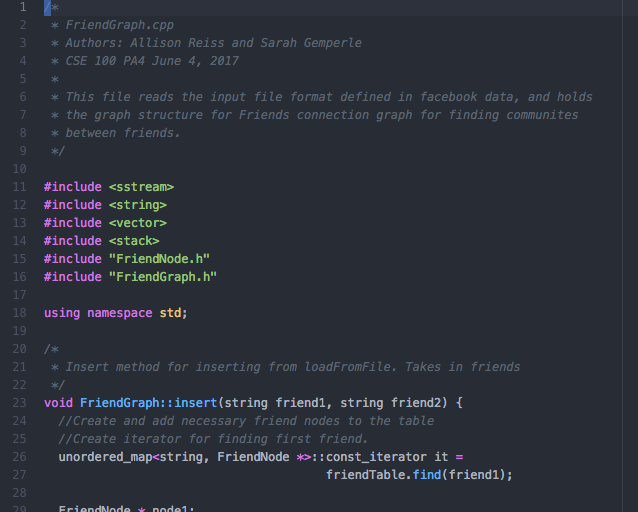 1 /*
2 * FriendGraph.cpp
3 * Authors: Allison Reiss and Sarah Gemperle
4 * CSE 100 PA4 June 4, 2017
5 *
6 * This file reads the input file format defined in facebook data, and holds
7 * the graph structure for Friends connection graph for finding communites
8 * between friends.
9 */
10
11 #include <sstream>
12 #include <string>
13 #include <vector>
14 #include <stack>
15 #include "FriendNode.h"
16 #include "FriendGraph.h"
17
18 using namespace std;
19
20 /*
21 * Insert method for inserting from loadFromFile. Takes in friends
22 */
23 void FriendGraph::insert(string friend1, string friend2) {
24 //Create and add necessary friend nodes to the table
25 //Create iterator for finding first friend.
26 unordered_map<string, FriendNode *>::const_iterator it =
27 friendTable.find(friend1);
28
29 FriendNode * node1;